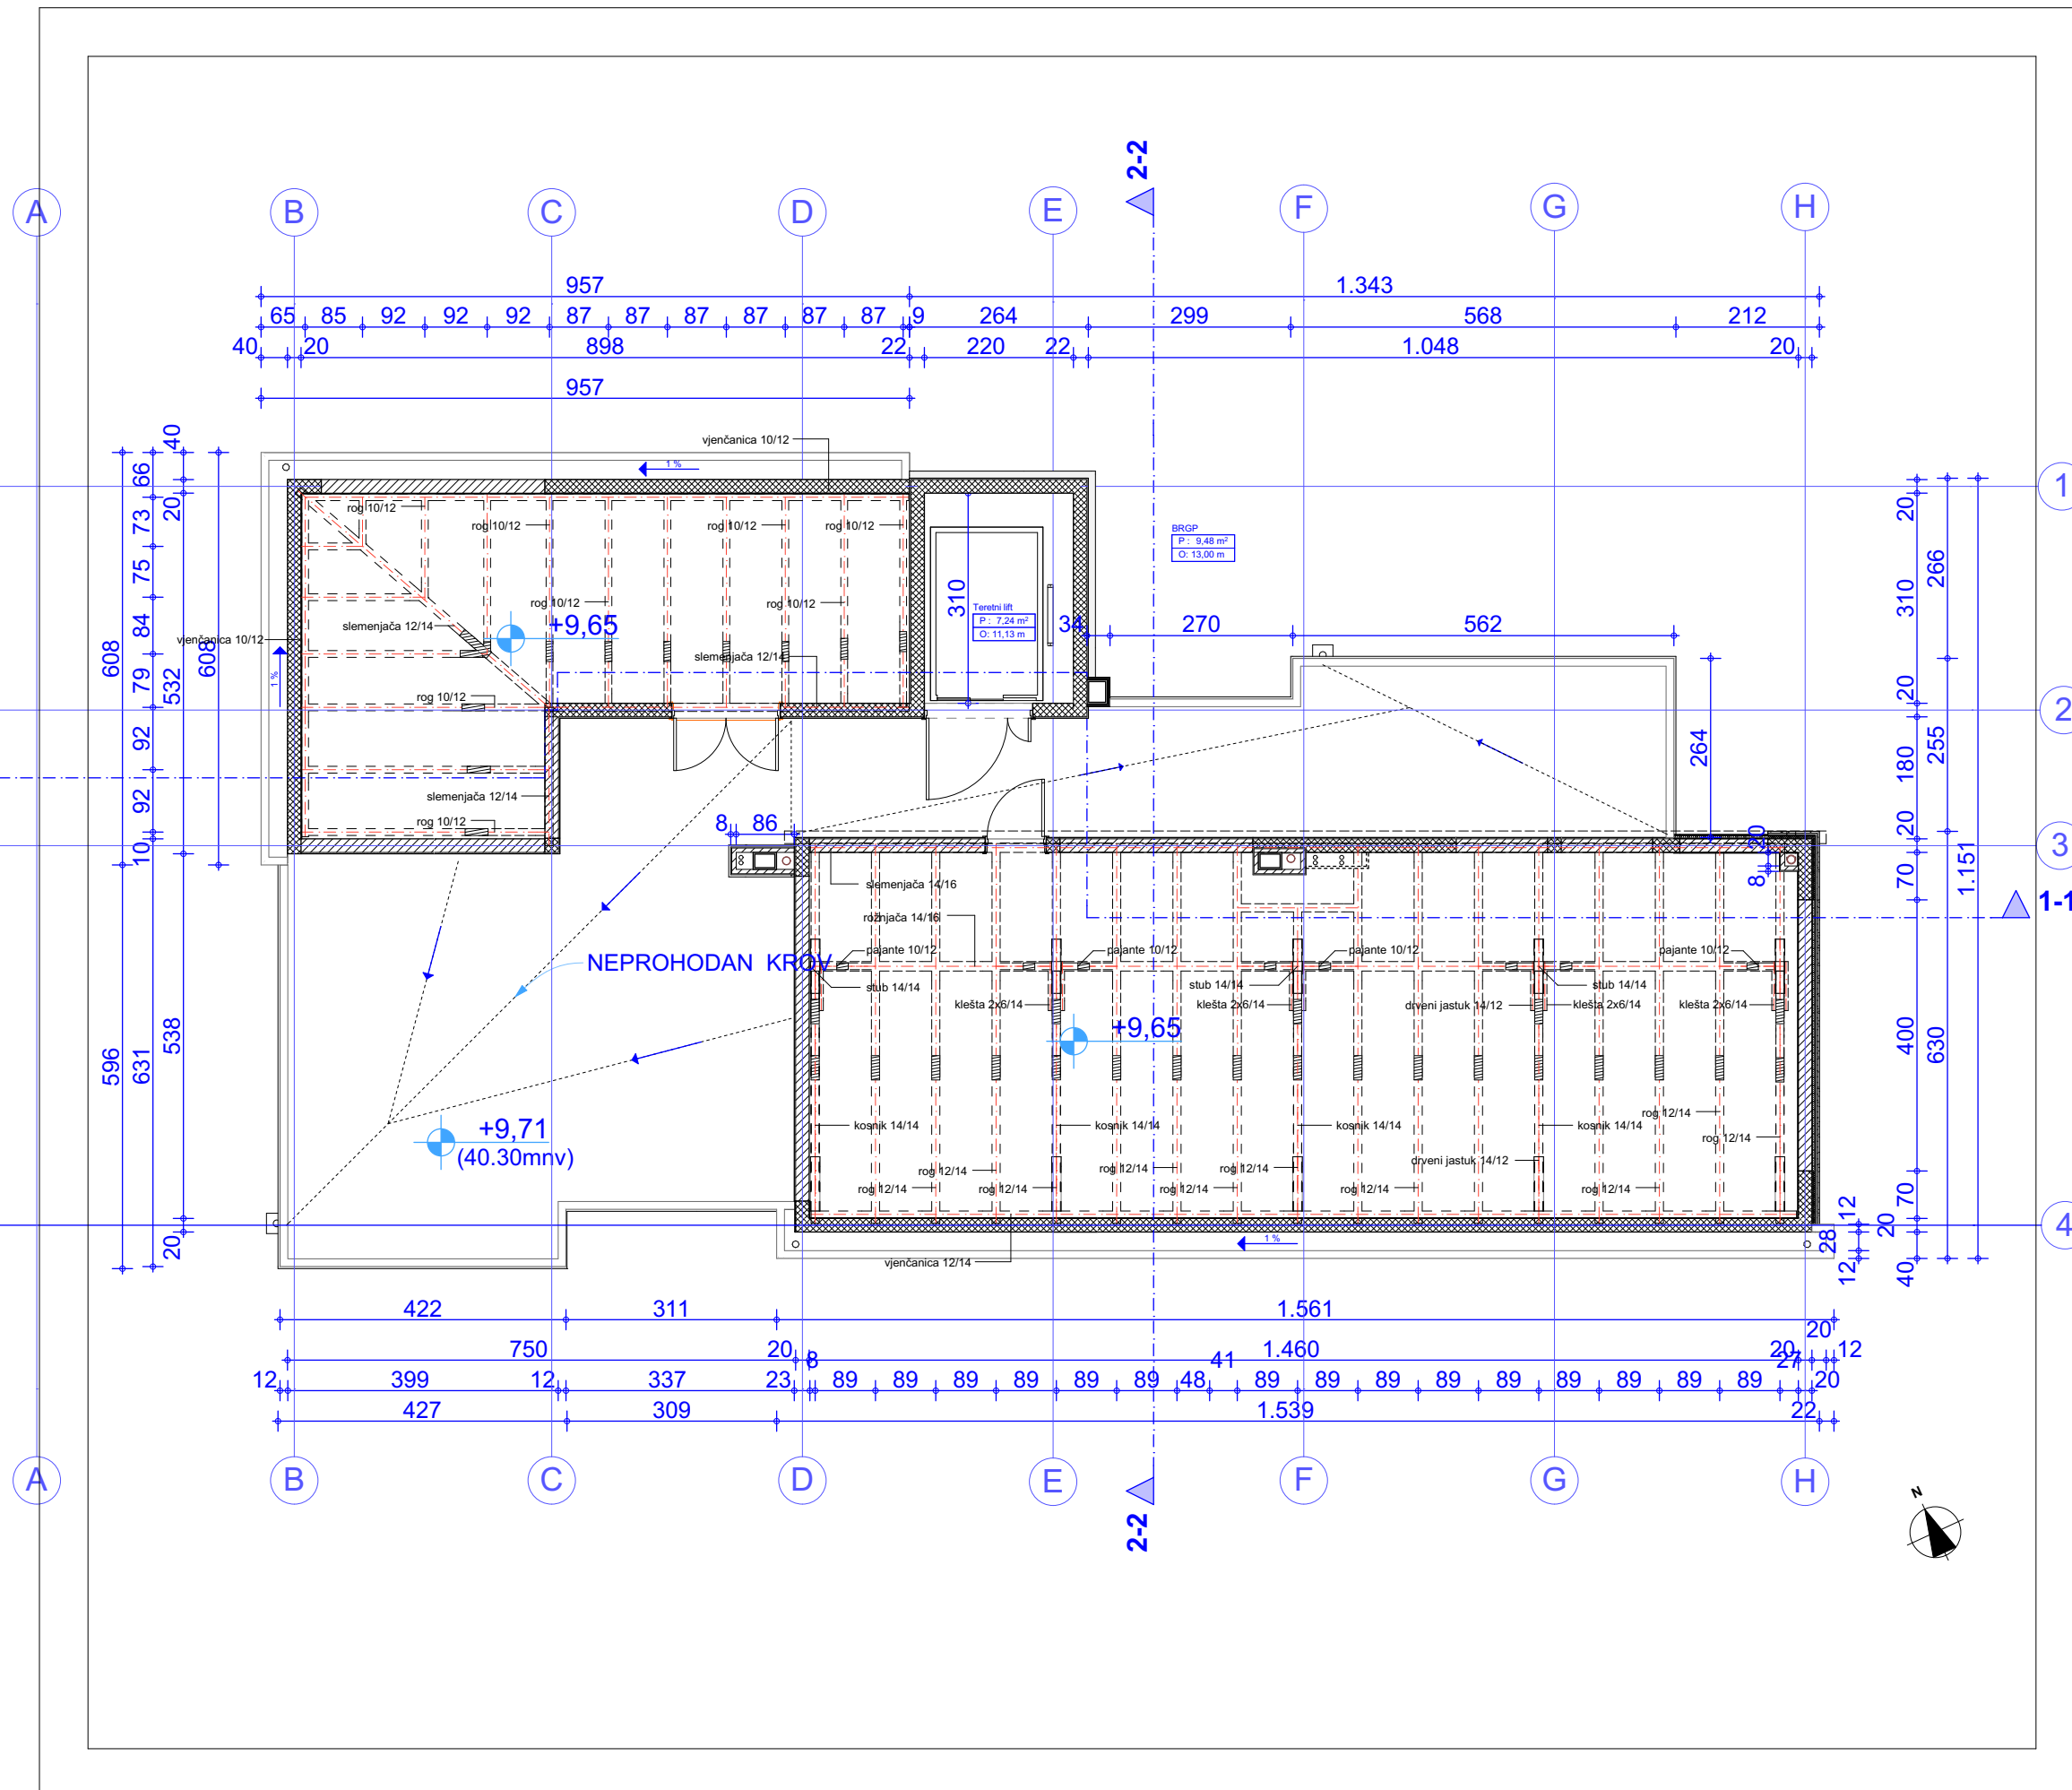 2-2
A B C D E F G H
957 1.343
65 85 92 92 92 87 87 87 87 87 87 9 264 299 568 212
40 20 898 22 220 22 1.048 20
957
vjenčanica 10/12
1 %
1
rog 10/12
rog 10/12 rog 10/12 rog 10/12
BRGP
P : 9,48 m²
O: 13,00 m
rog 10/12 rog 10/12
310
Teretni lift
P : 7,24 m²
O: 11,13 m
34 270 562
slemenjača 12/14
+9,65
vjenčanica 10/12
slemenjača 12/14
1 %
rog 10/12
2
264
slemenjača 12/14
rog 10/12
8 86
20
8
3
40
66 20
73
75
84
79
92
92
10
608 532 608
596 631 538
20
20
310
20
180
20
70
400
70
20
40
266
255
630
1.151
12
28
12
slemenjača 14/16
rožnjača 14/16
1-1
pajante 10/12 pajante 10/12 pajante 10/12 pajante 10/12
NEPROHODAN KROV
stub 14/14 stub 14/14 stub 14/14
klešta 2x6/14 klešta 2x6/14 drveni jastuk 14/12 klešta 2x6/14 klešta 2x6/14
+9,65
rog 12/14
kosnik 14/14 kosnik 14/14 kosnik 14/14 kosnik 14/14
+9,71
(40.30mnv)
rog 12/14
drveni jastuk 14/12
rog 12/14 rog 12/14 rog 12/14
rog 12/14 rog 12/14 rog 12/14 rog 12/14 rog 12/14
4
1 %
vjenčanica 12/14
422 311 1.561
20
750 20 8 1.460 20 12
41 27
12 399 12 337 23 89 89 89 89 89 89 48 89 89 89 89 89 89 89 89 89 20
427 309 1.539 22
A B C D E F G H
N
2-2